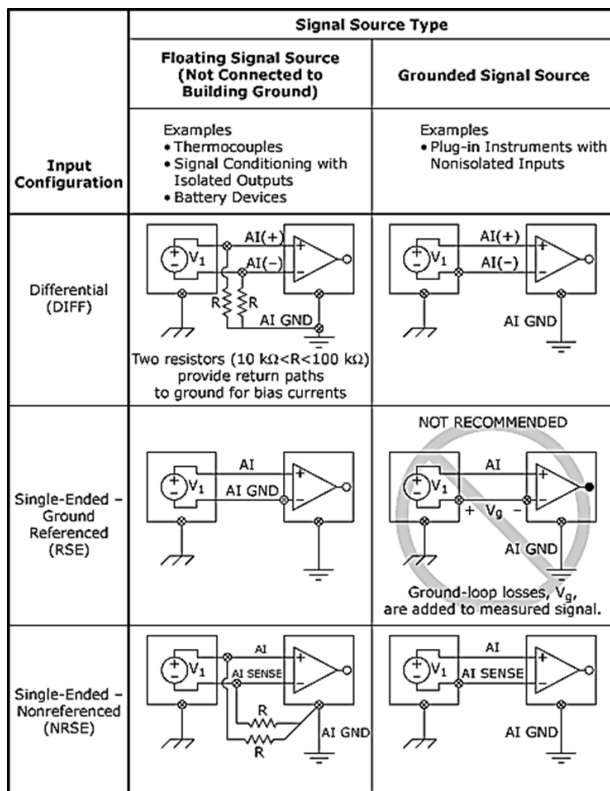 Signal Source Type
Input
Configuration
Floating Signal Source
(Not Connected to
Building Ground)
Grounded Signal Source
Examples
• Thermocouples
• Signal Conditioning with
Isolated Outputs
• Battery Devices
Examples
• Plug-in Instruments with
Nonisolated Inputs
Differential
(DIFF)
+
−
V1
AI(+)
AI(−)
+
−
R
R
AI GND
Two resistors (10 kΩ<R<100 kΩ)
provide return paths
to ground for bias currents
+
−
V1
AI(+)
AI(−)
+
−
AI GND
Single-Ended –
Ground
Referenced
(RSE)
+
−
V1
AI
AI GND
+
−
NOT RECOMMENDED
+
−
V1
AI
+
−
+ Vg −
AI GND
Ground-loop losses, Vg,
are added to measured signal.
Single-Ended –
Nonreferenced
(NRSE)
+
−
V1
AI
AI SENSE
+
−
R
R
AI GND
+
−
V1
AI
AI SENSE
+
−
AI GND